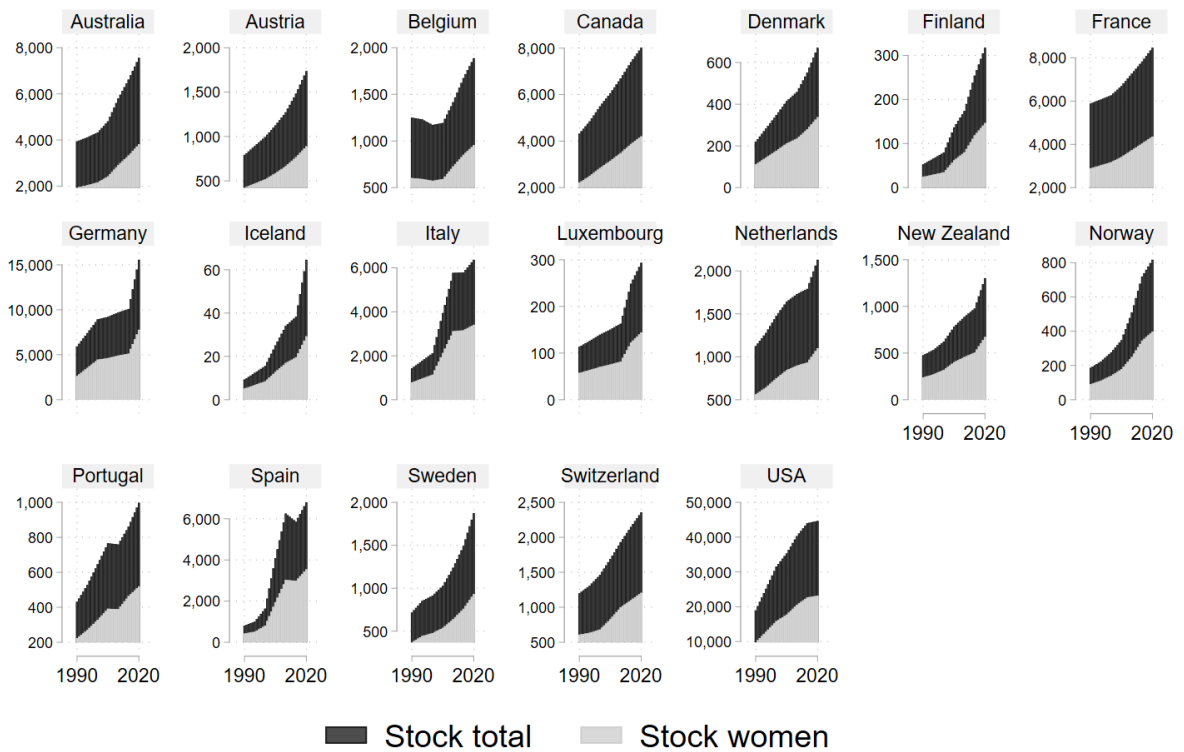 Australia Austria Belgium Canada Denmark Finland France
8,000 2,000 2,000 8,000 600 300 8,000
6,000 1,500 1,500 6,000 400 200 6,000
4,000 1,000 1,000 4,000 200 100 4,000
2,000 500 500 2,000 0 0 2,000
Germany Iceland Italy Luxembourg Netherlands New Zealand Norway
15,000 60 6,000 300 2,000 1,500 800
10,000 40 4,000 200 1,500 1,000 600
5,000 20 2,000 100 1,000 500 400
0 0 0 0 500 0 200
0
1990 2020 1990 2020
Portugal Spain Sweden Switzerland USA
1,000 6,000 2,000 2,500 50,000
800 4,000 1,500 2,000 40,000
600 2,000 1,000 1,500 30,000
400 0 500 1,000 20,000
200 500 10,000
1990 2020 1990 2020 1990 2020 1990 2020 1990 2020
Stock total Stock women